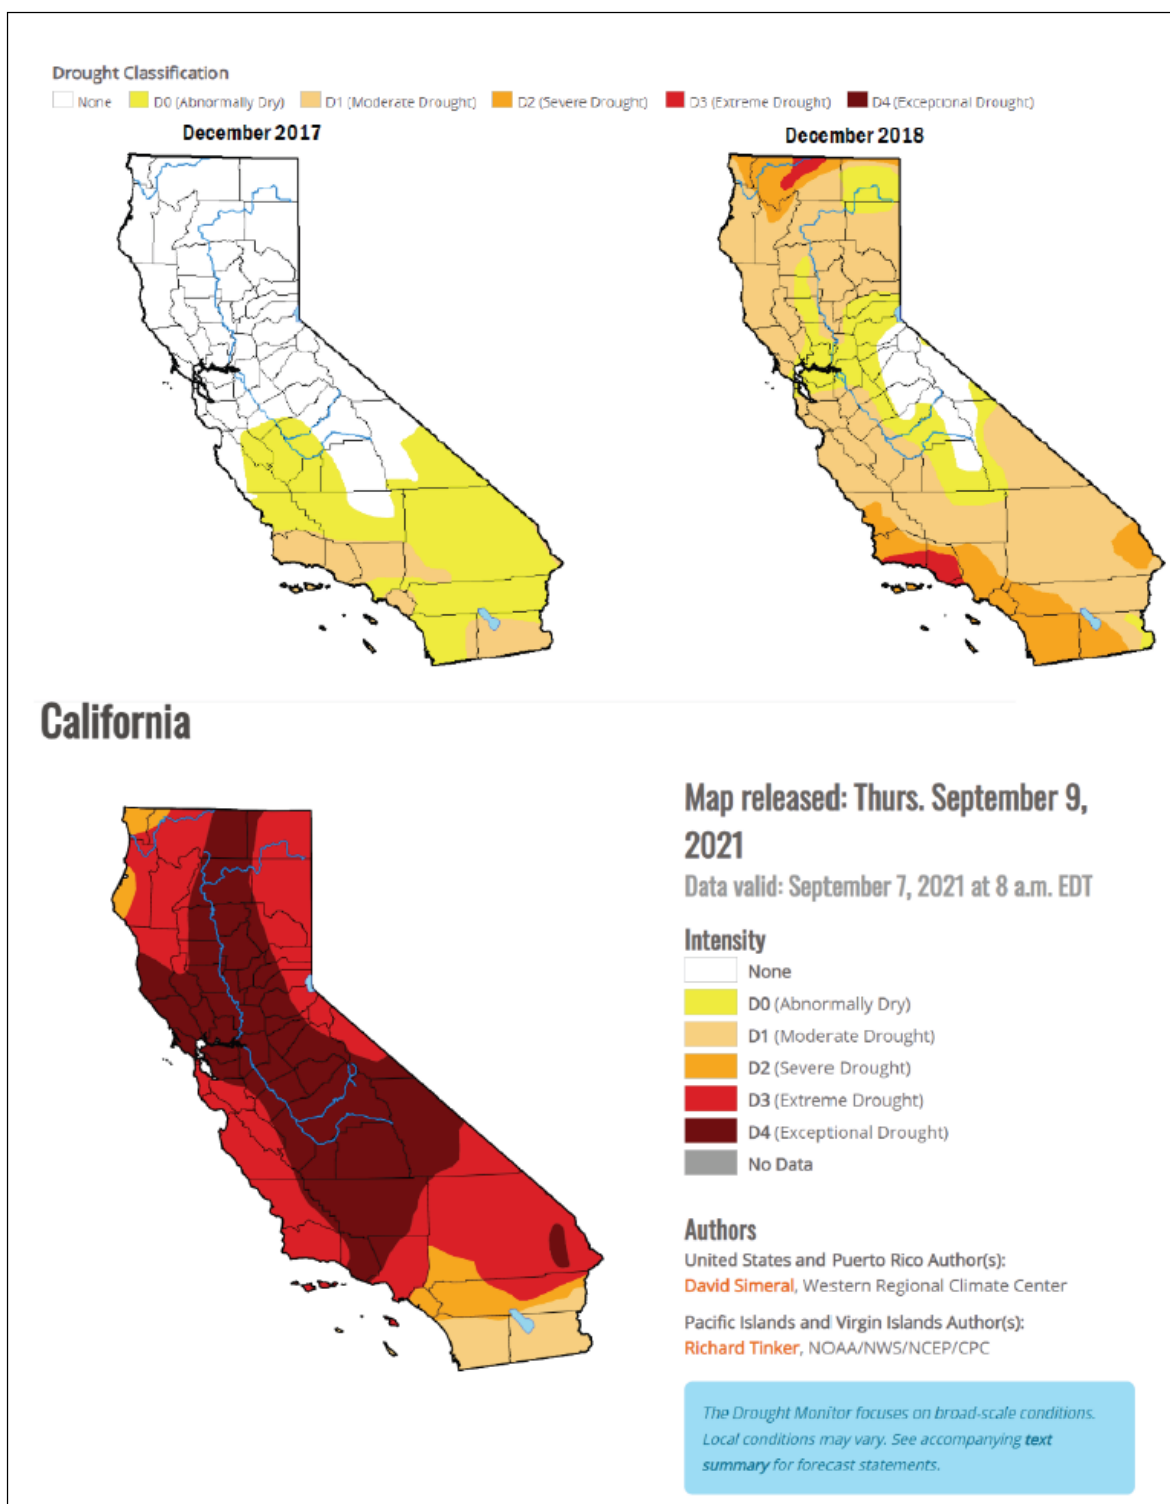 Drought Classification
None D0 (Abnormally Dry) D1 (Moderate Drought) D2 (Severe Drought) D3 (Extreme Drought) D4 (Exceptional Drought)
December 2017
December 2018
California
Map released: Thurs. September 9,
2021
Data valid: September 7, 2021 at 8 a.m. EDT
Intensity
None
D0 (Abnormally Dry)
D1 (Moderate Drought)
D2 (Severe Drought)
D3 (Extreme Drought)
D4 (Exceptional Drought)
No Data
Authors
United States and Puerto Rico Author(s):
David Simeral, Western Regional Climate Center
Pacific Islands and Virgin Islands Author(s):
Richard Tinker, NOAA/NWS/NCEP/CPC
The Drought Monitor focuses on broad-scale conditions.
Local conditions may vary. See accompanying text
summary for forecast statements.